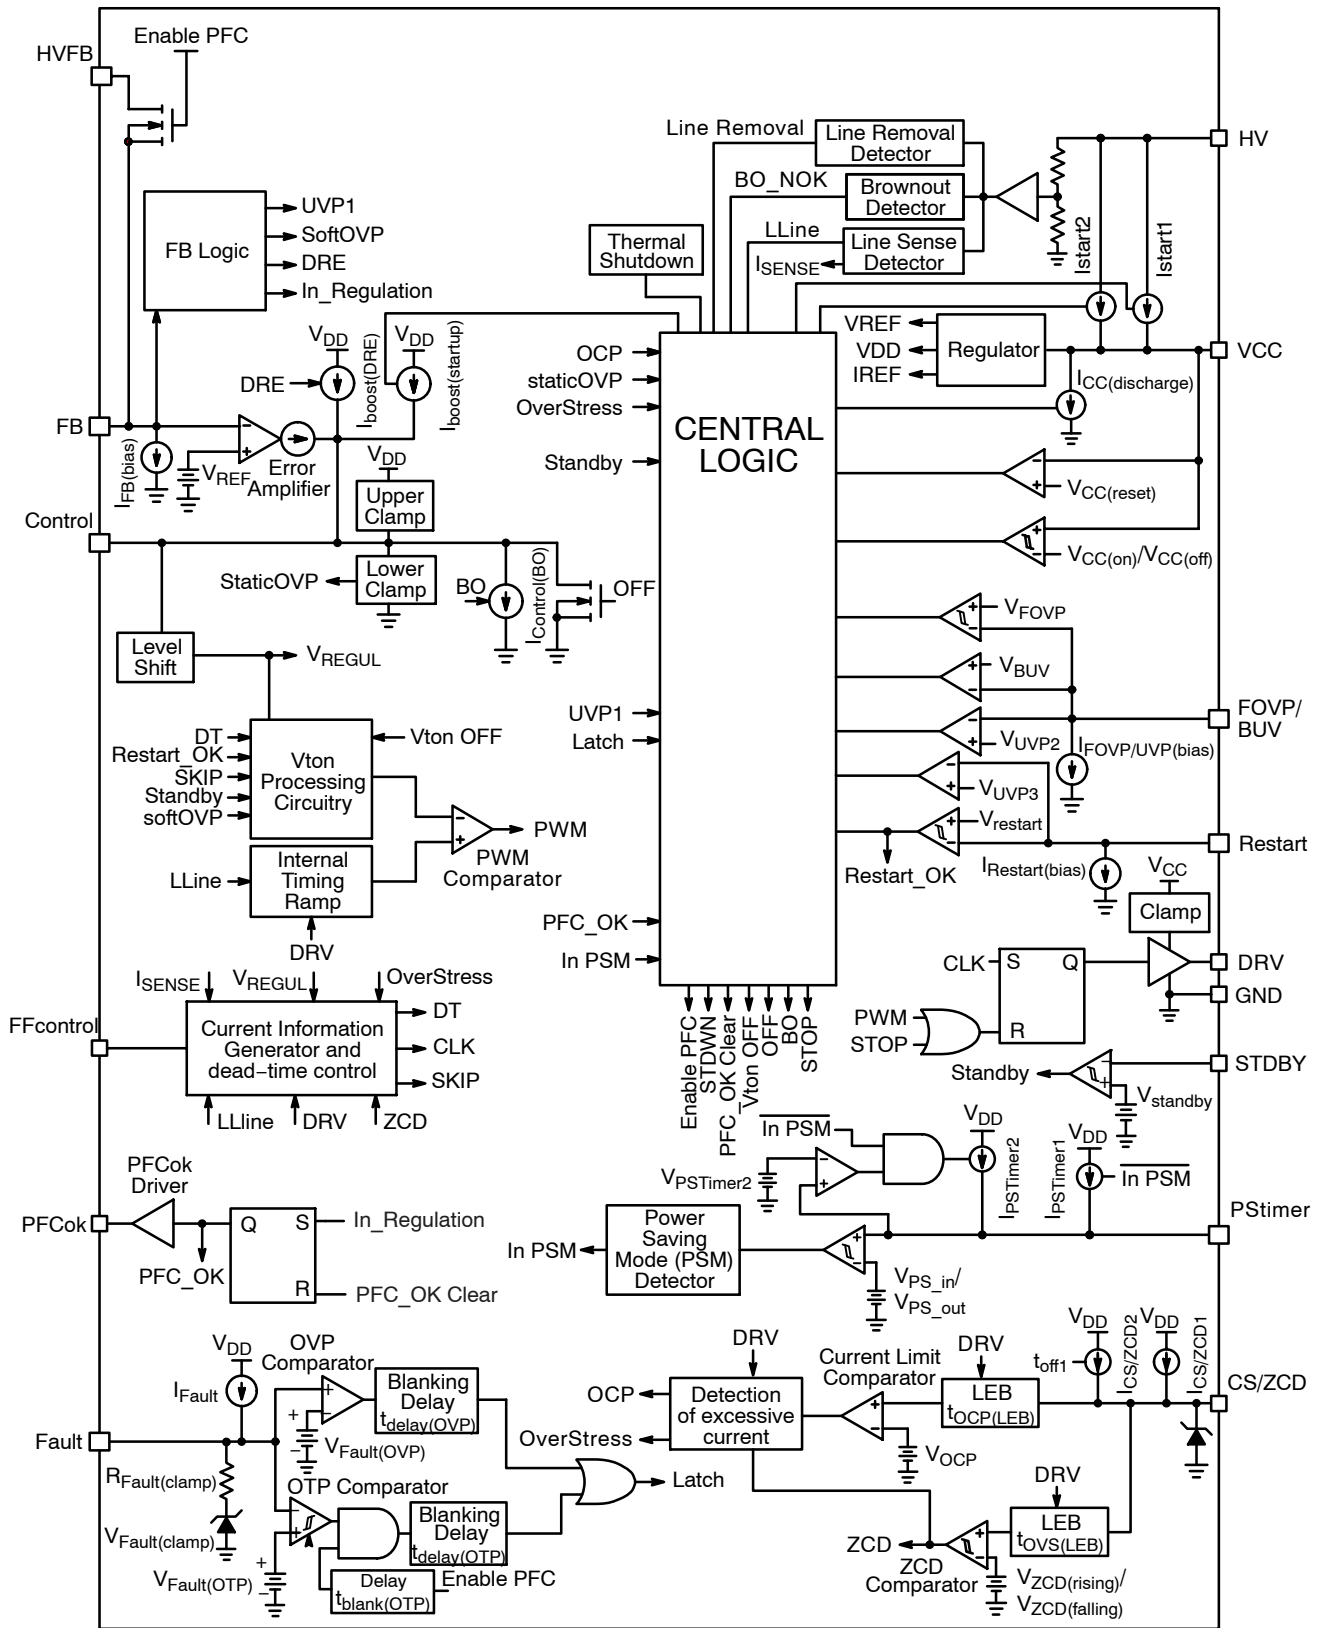 Enable PFC
HVFB
HV
Line Removal
Line Removal
Detector
BO_NOK
Brownout
Detector
LLine
Line Sense
Detector
ISENSE
Thermal
Shutdown
Istart2
Istart1
FB Logic
UVP1
SoftOVP
DRE
In_Regulation
VDD
DRE
Iboost(DRE)
VDD
Iboost(startup)
VREF
VDD
IREF
Regulator
VCC
ICC(discharge)
OCP
staticOVP
OverStress
Standby
CENTRAL
LOGIC
FB
IFB(bias)
VREF
Error
Amplifier
VDD
Upper
Clamp
VCC(reset)
VCC(on)/VCC(off)
Control
StaticOVP
Lower
Clamp
BO
IControl(BO)
OFF
Level
Shift
VREGUL
VFOVP
VBUV
FOVP/
BUV
VUVP2
IFOVP/UVP(bias)
VUVP3
Vrestart
Restart
Restart_OK
IRestart(bias)
UVP1
Latch
DT
Restart_OK
SKIP
Standby
softOVP
Vton
Processing
Circuitry
Vton OFF
PWM
PWM
Comparator
LLine
Internal
Timing
Ramp
DRV
PFC_OK
In PSM
VCC
Clamp
CLK
S
Q
R
DRV
GND
PWM
STOP
ISENSE
VREGUL
OverStress
FFcontrol
Current Information
Generator and
dead-time control
DT
CLK
SKIP
LLline
DRV
ZCD
Enable PFC
STDWN
PFC_OK Clear
Vton OFF
OFF
BO
STOP
STDBY
Standby
Vstandby
In PSM
VPSTimer2
VDD
IPSTimer2
VDD
IPSTimer1
In PSM
PFCok
Driver
PFCok
PFC_OK
Q
S
R
In_Regulation
PFC_OK Clear
In PSM
Power
Saving
Mode (PSM)
Detector
PStimer
VPS_in/
VPS_out
VDD
IFault
OVP
Comparator
+
-
+
-
VFault(OVP)
Blanking
Delay
tdelay(OVP)
Fault
RFault(clamp)
VFault(clamp)
OTP Comparator
VFault(OTP)
+
-
Blanking
Delay
tdelay(OTP)
Delay
tblank(OTP)
Enable PFC
Latch
DRV
OCP
OverStress
Detection
of excessive
current
Current Limit
Comparator
VOCP
DRV
LEB
tOCP(LEB)
VDD
toff1
ICS/ZCD2
VDD
ICS/ZCD1
CS/ZCD
DRV
LEB
tOVS(LEB)
ZCD
ZCD
Comparator
VZCD(rising)/
VZCD(falling)